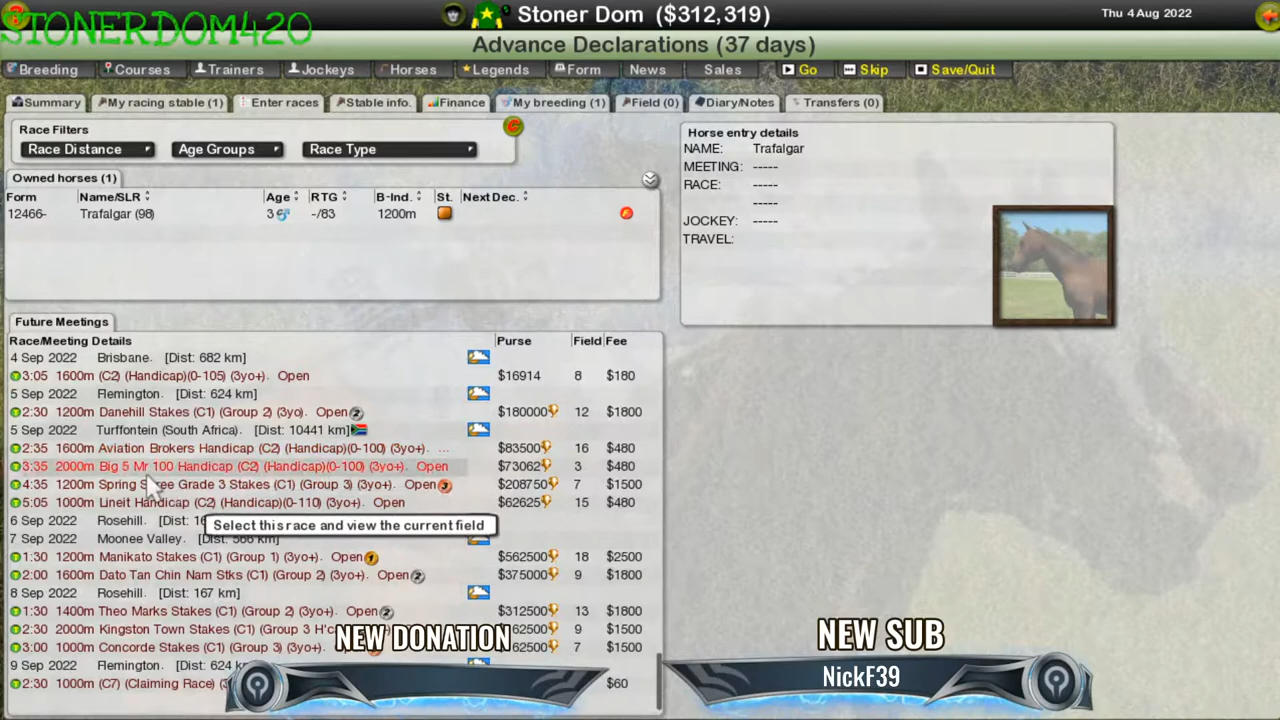 STONERDOM420
Stoner Dom ($312,319)
Thu 4 Aug 2022
Advance Declarations (37 days)
Breeding Courses Trainers Jockeys Horses Legends Form News Sales Go Skip Save/Quit
Summary My racing stable (1) Enter races Stable info. Finance My breeding (1) Field (0) Diary/Notes Transfers (0)
Race Filters
Race Distance Age Groups Race Type
Owned horses (1)
Form Name/SLR Age RTG B-Ind. St. Next Dec.
12466- Trafalgar (98) 3 -/83 1200m
Horse entry details
NAME: Trafalgar
MEETING: -----
RACE: -----
-----
JOCKEY: -----
TRAVEL:
Future Meetings
Race/Meeting Details Purse Field Fee
4 Sep 2022 Brisbane. [Dist: 682 km]
3:05 1600m (C2) (Handicap)(0-105) (3yo+). Open $16914 8 $180
5 Sep 2022 Flemington. [Dist: 624 km]
2:30 1200m Danehill Stakes (C1) (Group 2) (3yo). Open 2 $180000 12 $1800
5 Sep 2022 Turffontein (South Africa). [Dist: 10441 km]
2:35 1600m Aviation Brokers Handicap (C2) (Handicap)(0-100) (3yo+). ... $83500 16 $480
3:35 2000m Big 5 Mr 100 Handicap (C2) (Handicap)(0-100) (3yo+). Open $73062 3 $480
4:35 1200m Spring Grade 3 Stakes (C1) (Group 3) (3yo+). Open 3 $208750 7 $1500
5:05 1000m Lineit Handicap (C2) (Handicap)(0-110) (3yo+). Open $62625 15 $480
6 Sep 2022 Rosehill. [Dist: 16
Select this race and view the current field
7 Sep 2022 Moonee Valley. [Dist: 566 km]
1:30 1200m Manikato Stakes (C1) (Group 1) (3yo+). Open 1 $562500 18 $2500
2:00 1600m Dato Tan Chin Nam Stks (C1) (Group 2) (3yo+). Open 2 $375000 9 $1800
8 Sep 2022 Rosehill. [Dist: 167 km]
1:30 1400m Theo Marks Stakes (C1) (Group 2) (3yo+). Open 2 $312500 13 $1800
2:30 2000m Kingston Town Stakes (C1) (Group 3 H'c 62500 9 $1500
3:00 1000m Concorde Stakes (C1) (Group 3) (3yo+). 62500 7 $1500
9 Sep 2022 Flemington. [Dist: 624 k
2:30 1000m (C7) (Claiming Race) $60
NEW DONATION
NEW SUB
NickF39